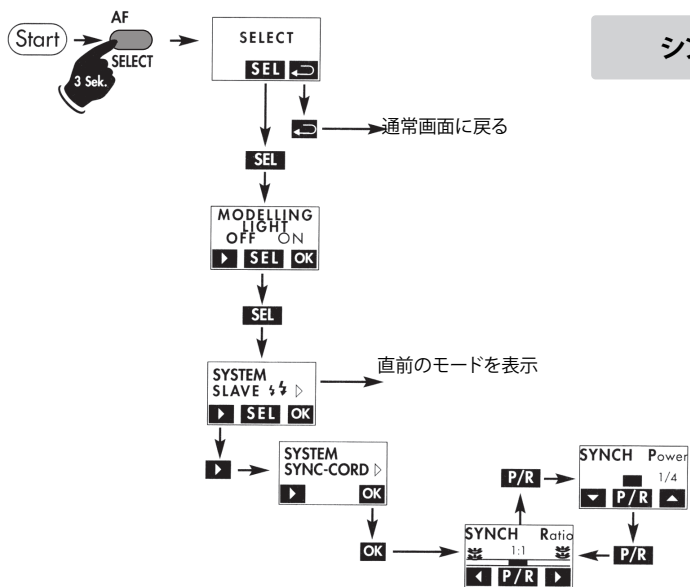 AF
Start
SELECT
3 Sek.
SELECT
SEL
通常画面に戻る
SEL
MODELLING
LIGHT
OFF ON
SEL OK
SEL
SYSTEM
SLAVE
SEL OK
直前のモードを表示
SYSTEM
SYNC-CORD
OK
OK
P/R
SYNCH Power
1/4
P/R
P/R
SYNCH Ratio
1:1
P/R